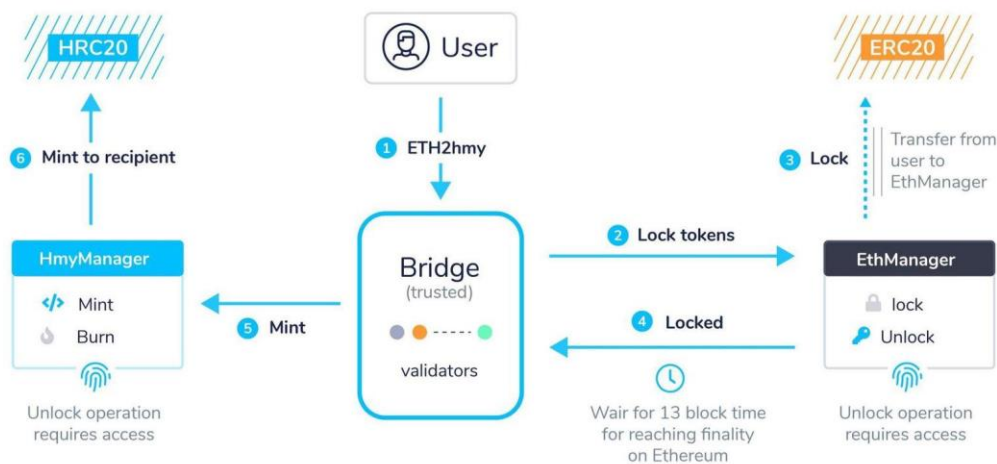 HRC20
User
ERC20
1 ETH2hmy
6 Mint to recipient
3 Lock
Transfer from
user to
EthManager
HmyManager
Mint
Burn
Unlock operation
requires access
5 Mint
Bridge
(trusted)
validators
2 Lock tokens
4 Locked
Wair for 13 block time
for reaching finality
on Ethereum
EthManager
lock
Unlock
Unlock operation
requires access